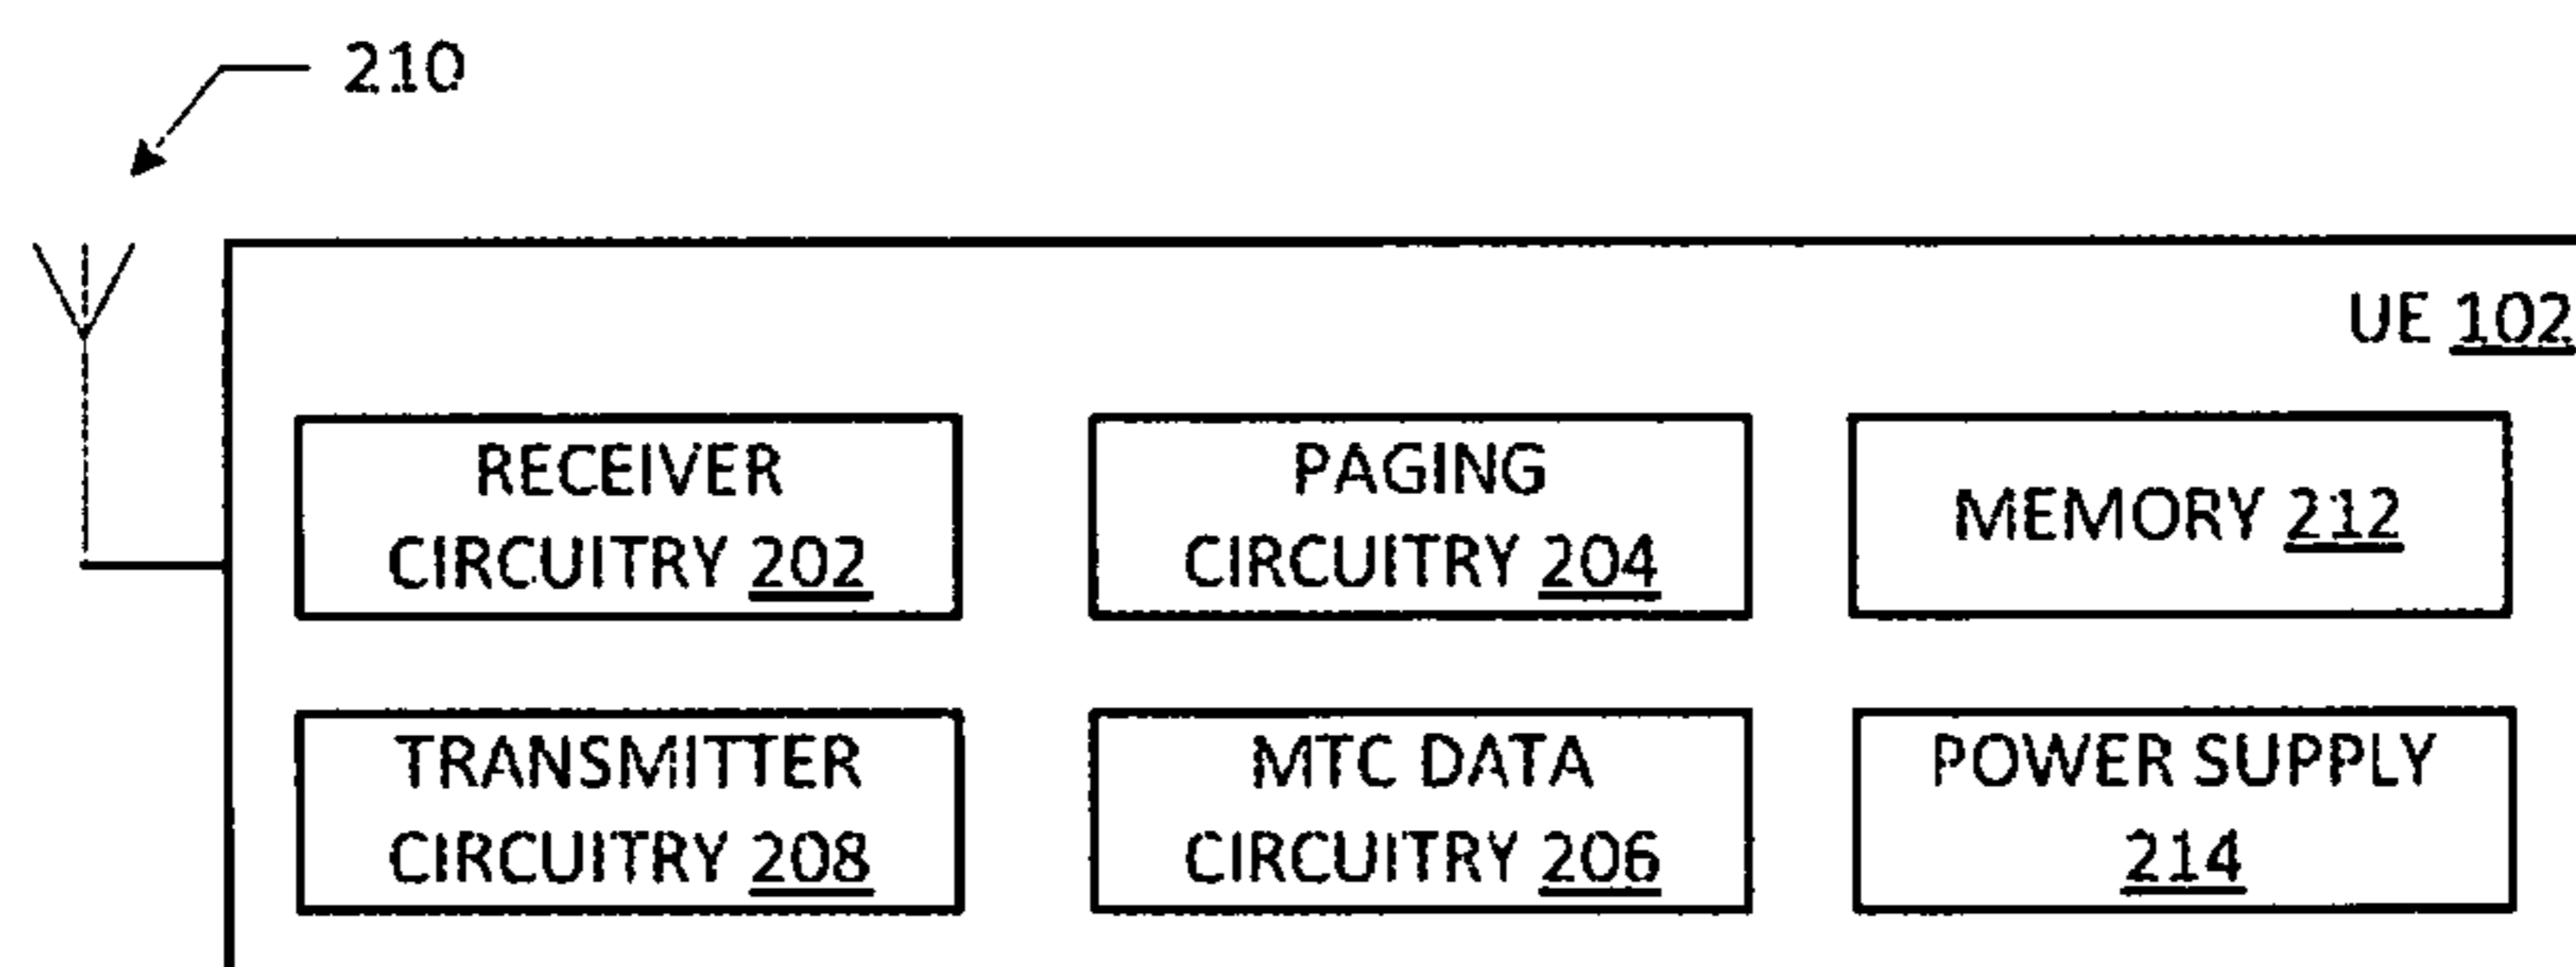 210
UE 102
RECEIVER
CIRCUITRY 202
PAGING
CIRCUITRY 204
MEMORY 212
TRANSMITTER
CIRCUITRY 208
MTC DATA
CIRCUITRY 206
POWER SUPPLY
214